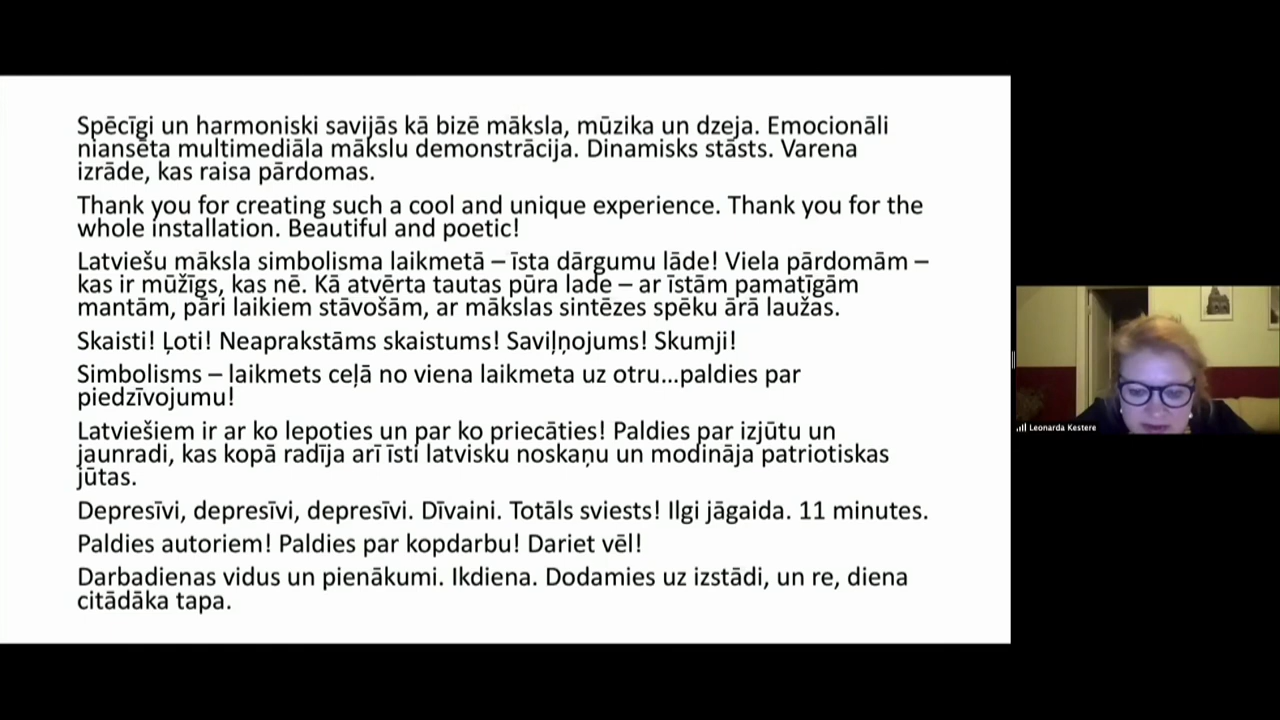 Spēcīgi un harmoniski savijās kā bizē māksla, mūzika un dzeja. Emocionāli
niansēta multimediāla mākslu demonstrācija. Dinamisks stāsts. Varena
izrāde, kas raisa pārdomas.
Thank you for creating such a cool and unique experience. Thank you for the
whole installation. Beautiful and poetic!
Latviešu māksla simbolisma laikmetā – īsta dārgumu lāde! Viela pārdomām –
kas ir mūžīgs, kas nē. Kā atvērta tautas pūra lade – ar īstām pamatīgām
mantām, pāri laikiem stāvošām, ar mākslas sintēzes spēku ārā laužas.
Skaisti! Ļoti! Neaprakstāms skaistums! Saviļņojums! Skumji!
Simbolisms – laikmets ceļā no viena laikmeta uz otru...paldies par
piedzīvojumu!
Latviešiem ir ar ko lepoties un par ko priecāties! Paldies par izjūtu un
jaunradi, kas kopā radīja arī īsti latvisku noskaņu un modināja patriotiskas
jūtas.
Depresīvi, depresīvi, depresīvi. Dīvaini. Totāls sviests! Ilgi jāgaida. 11 minutes.
Paldies autoriem! Paldies par kopdarbu! Dariet vēl!
Darbadienas vidus un pienākumi. Ikdiena. Dodamies uz izstādi, un re, diena
citādāka tapa.
Leonarda Kestere